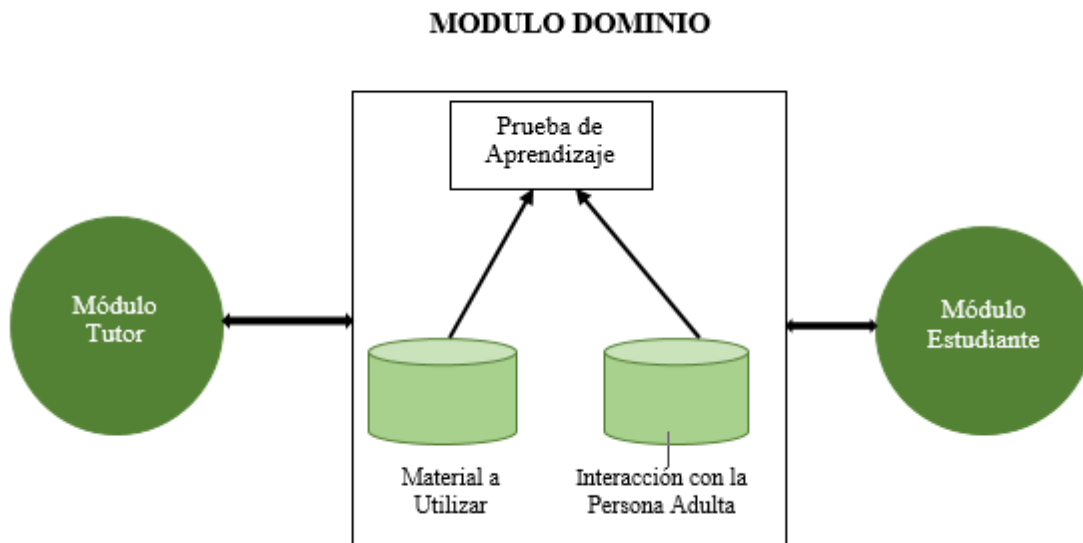 MODULO DOMINIO
Prueba de
Aprendizaje
Módulo
Tutor
Módulo
Estudiante
Material a
Utilizar
Interacción con la
Persona Adulta